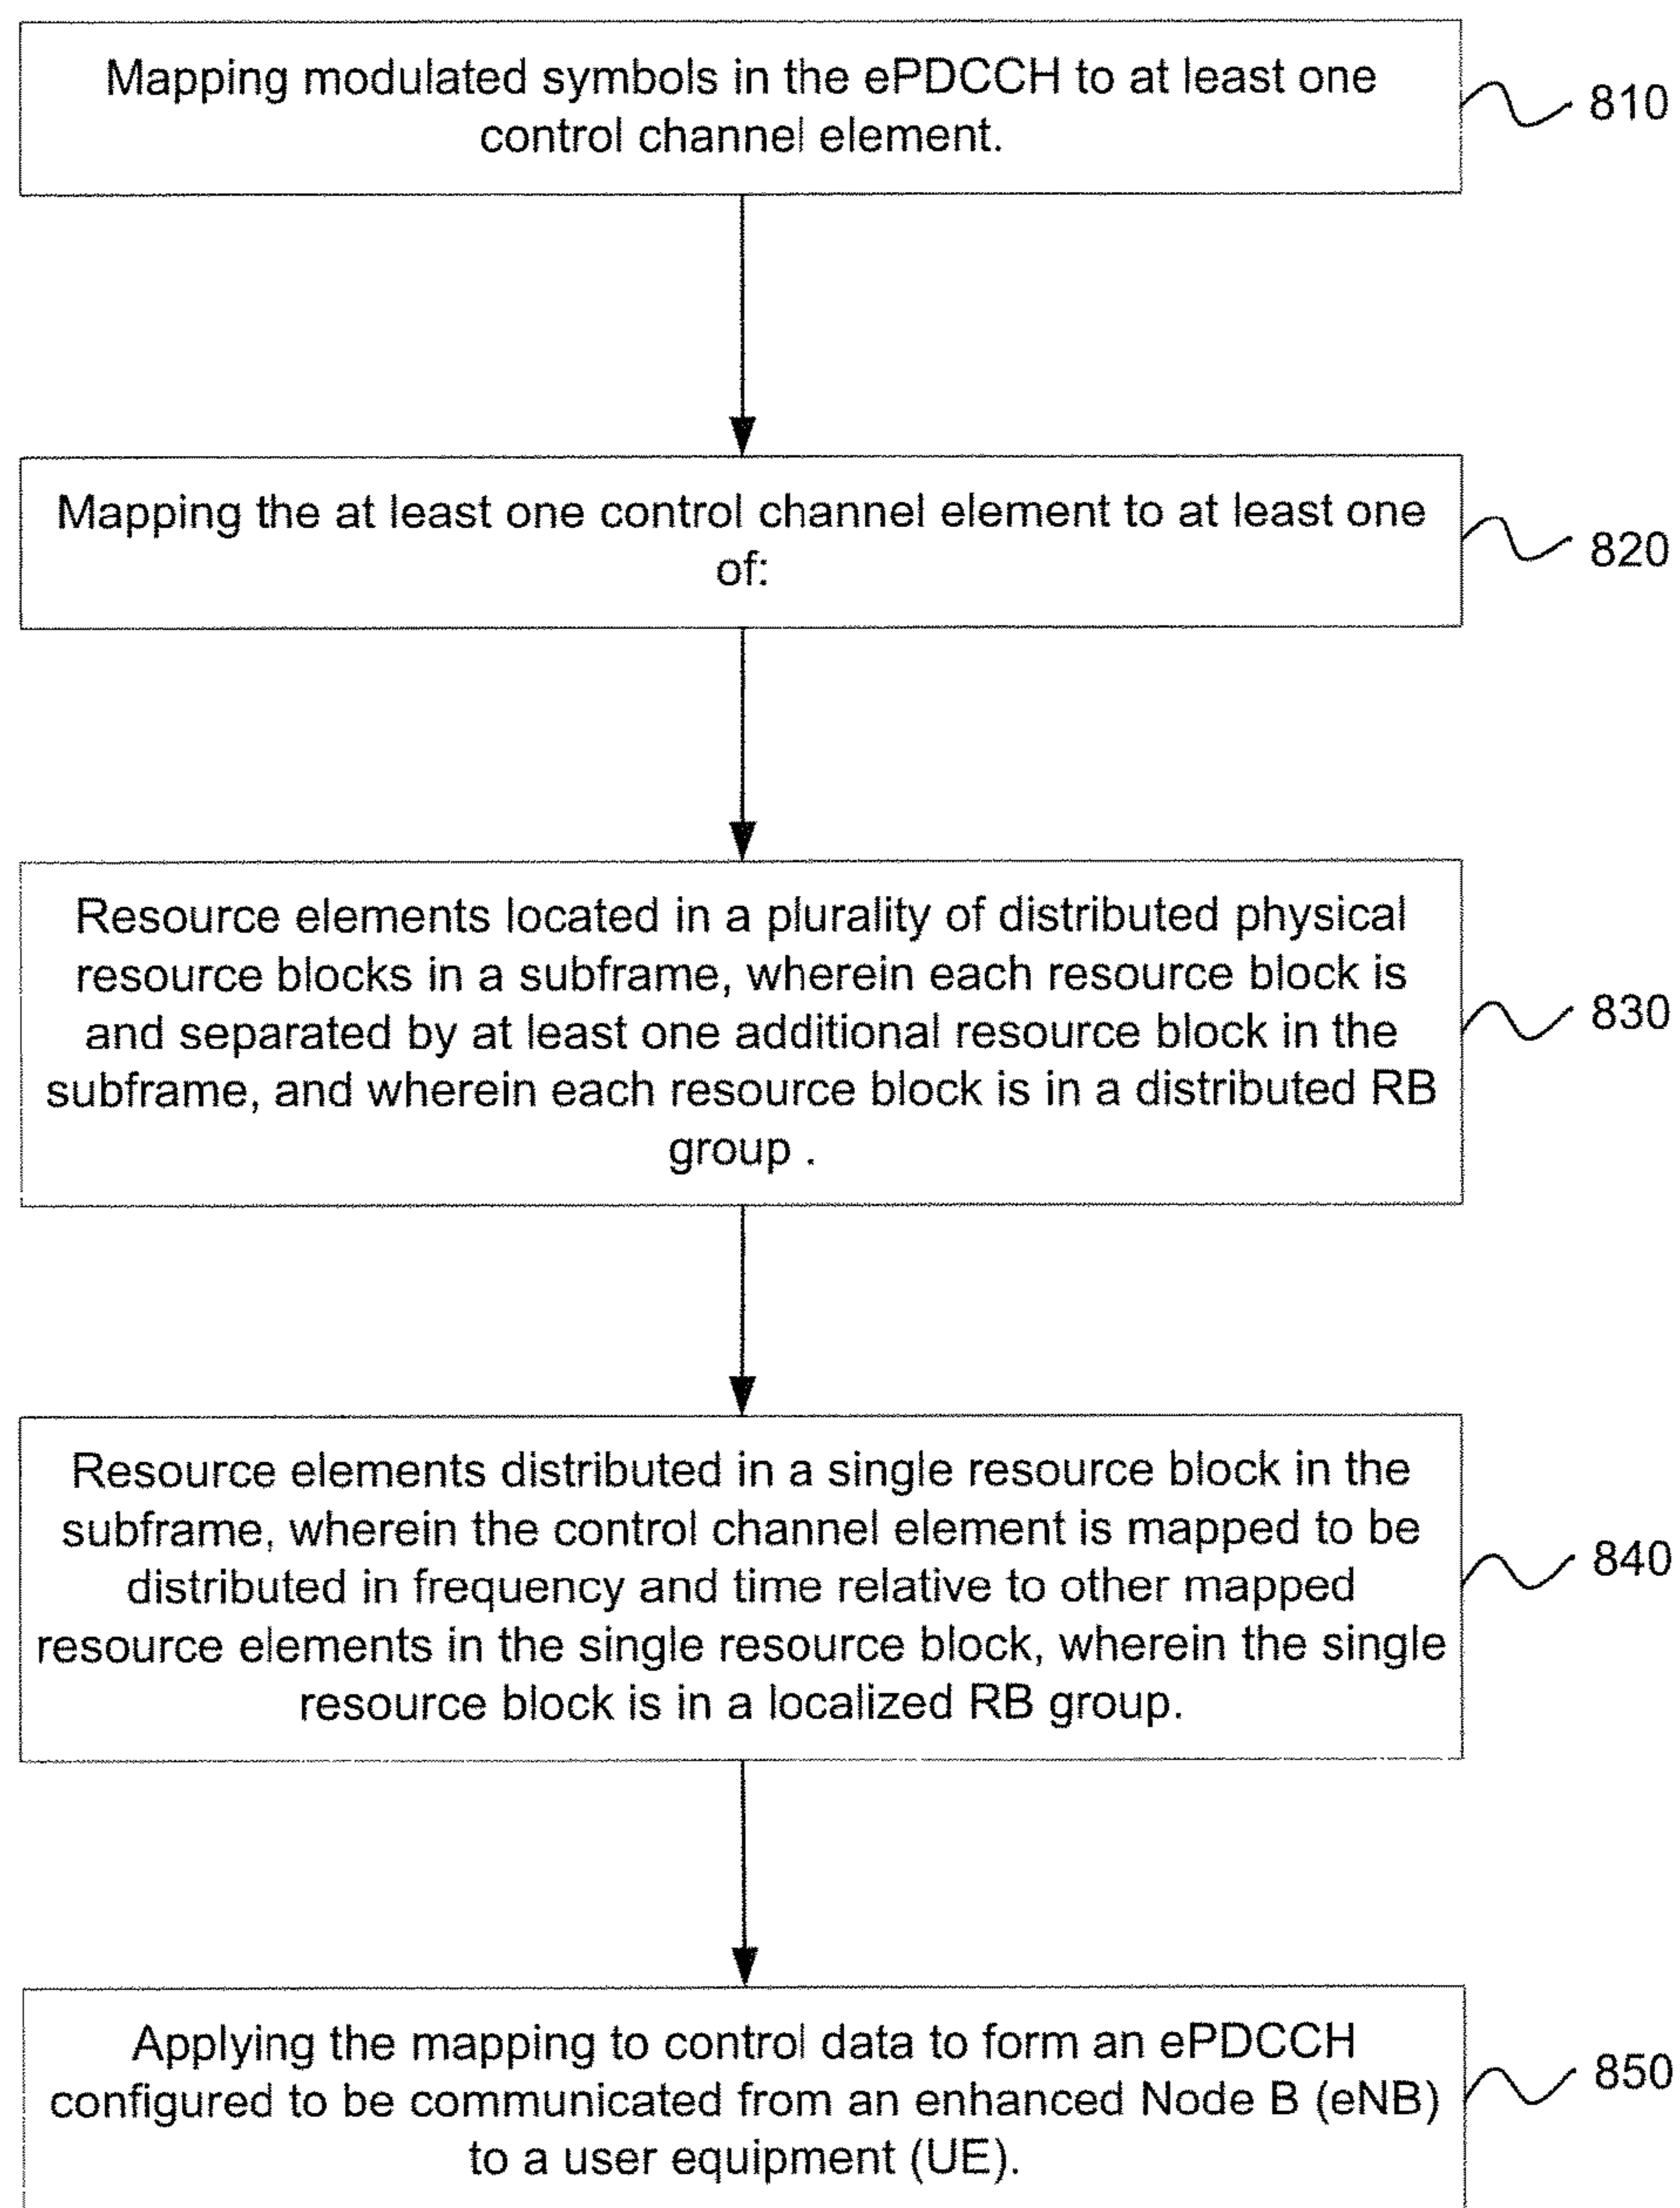 Mapping modulated symbols in the ePDCCH to at least one
control channel element.
810
Mapping the at least one control channel element to at least one
of:
820
Resource elements located in a plurality of distributed physical
resource blocks in a subframe, wherein each resource block is
and separated by at least one additional resource block in the
subframe, and wherein each resource block is in a distributed RB
group .
830
Resource elements distributed in a single resource block in the
subframe, wherein the control channel element is mapped to be
distributed in frequency and time relative to other mapped
resource elements in the single resource block, wherein the single
resource block is in a localized RB group.
840
Applying the mapping to control data to form an ePDCCH
configured to be communicated from an enhanced Node B (eNB)
to a user equipment (UE).
850